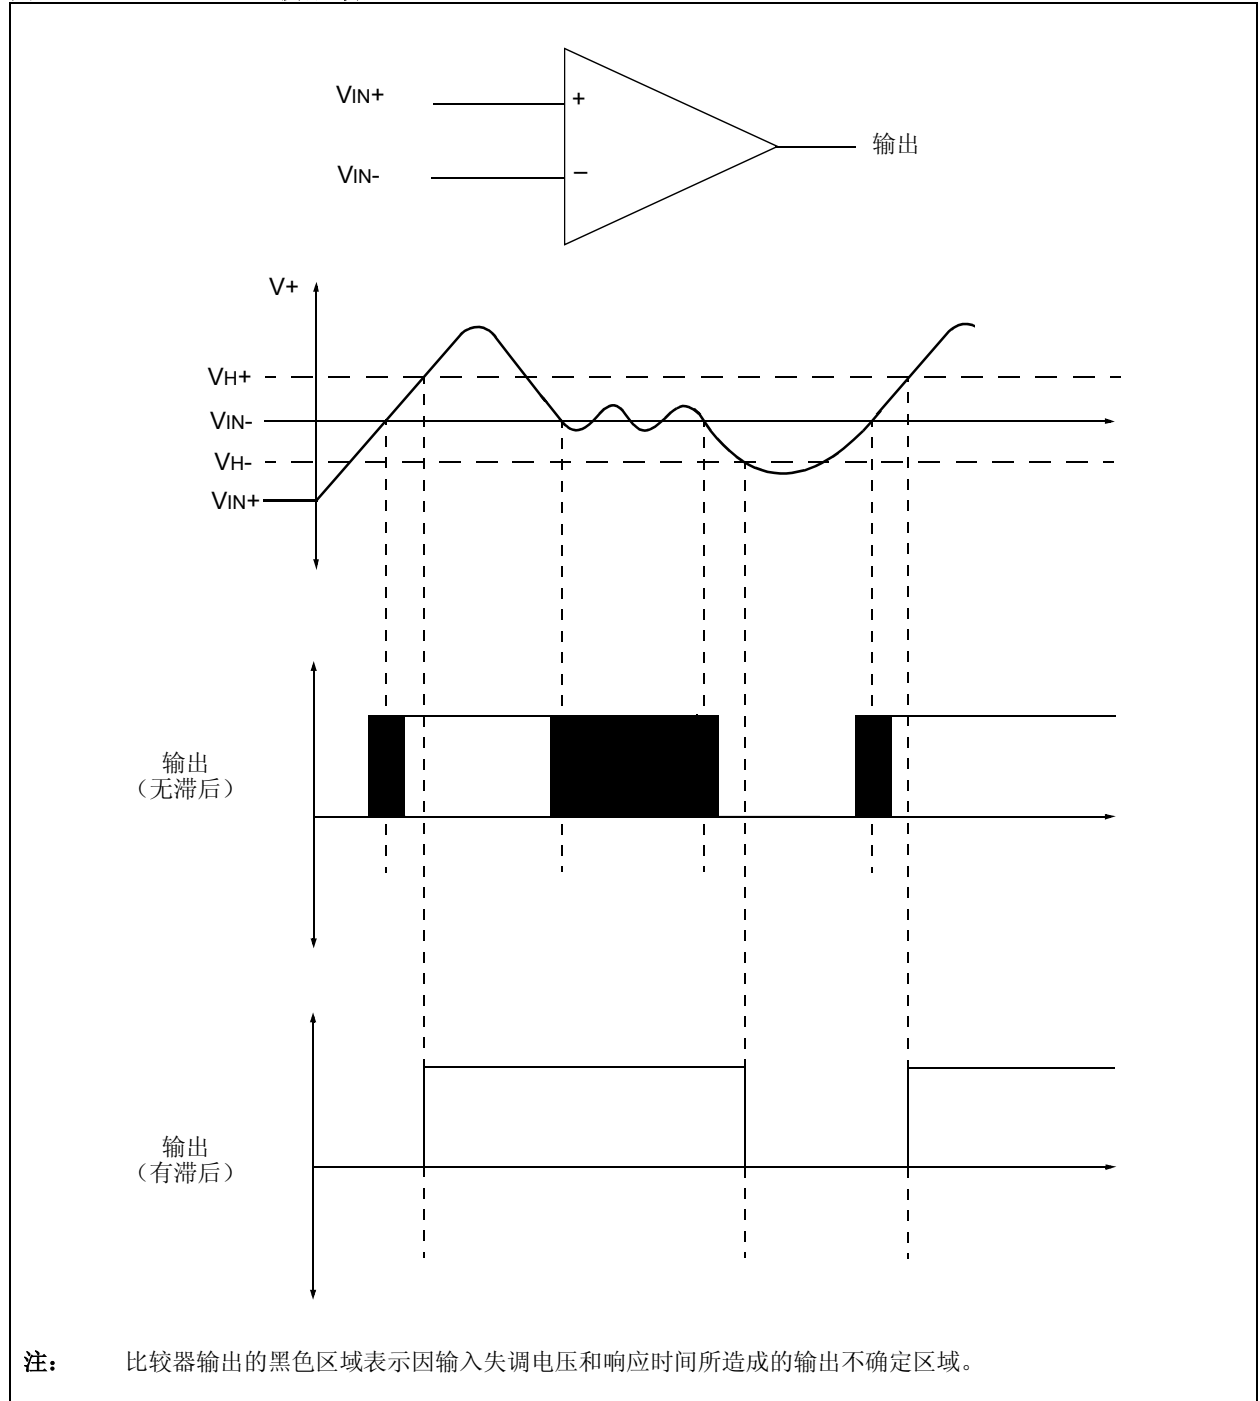 VIN+
+
输出
VIN-
–
V+
VH+
VIN-
VH-
VIN+
输出
（无滞后）
输出
（有滞后）
注： 比较器输出的黑色区域表示因输入失调电压和响应时间所造成的输出不确定区域。